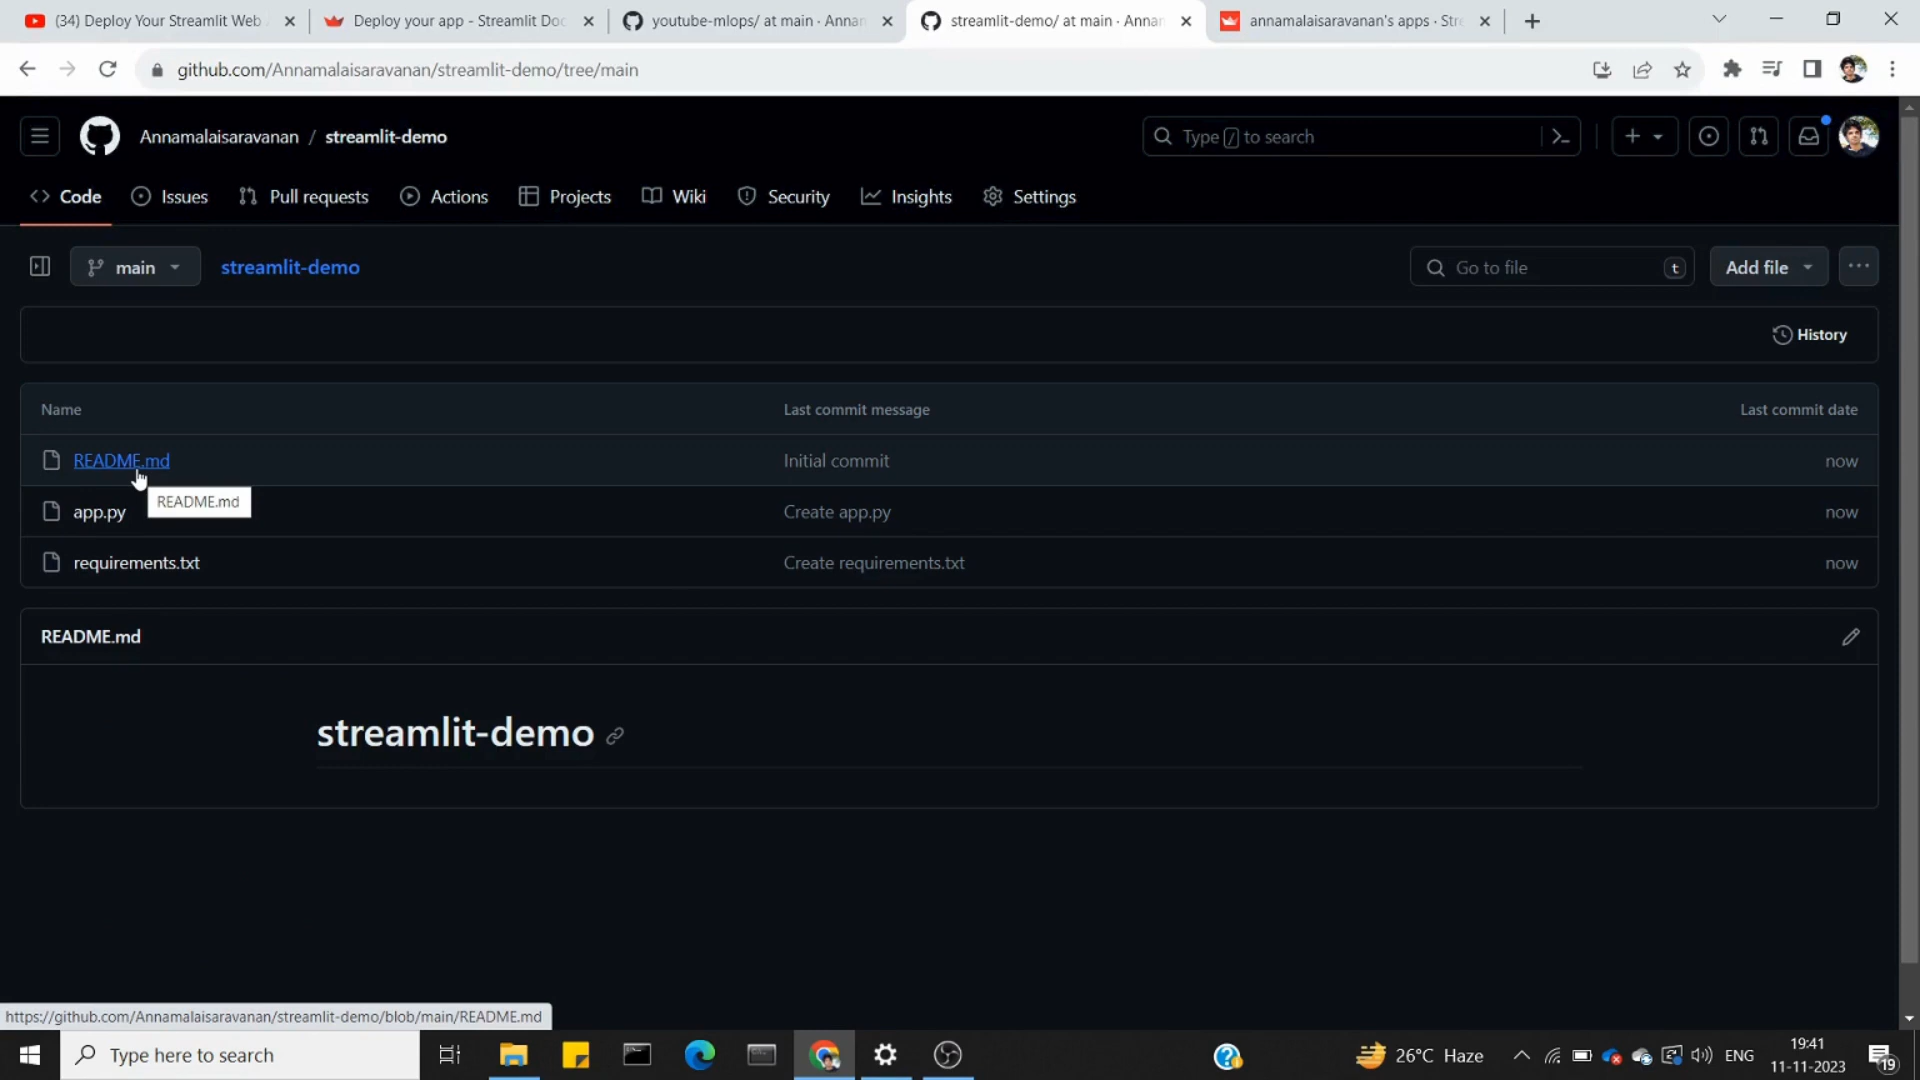 (34) Deploy Your Streamlit Web
Deploy your app - Streamlit Doc
youtube-mlops/ at main · Annam
streamlit-demo/ at main · Annam
annamalaisaravanan's apps · Stre
github.com/Annamalaisaravanan/streamlit-demo/tree/main
Annamalaisaravanan / streamlit-demo
Type / to search
Code
Issues
Pull requests
Actions
Projects
Wiki
Security
Insights
Settings
main
streamlit-demo
Go to file
t
Add file
History
Name
Last commit message
Last commit date
README.md
Initial commit
now
README.md
app.py
Create app.py
now
requirements.txt
Create requirements.txt
now
README.md
streamlit-demo
https://github.com/Annamalaisaravanan/streamlit-demo/blob/main/README.md
Type here to search
26°C Haze
ENG
19:41
11-11-2023
19